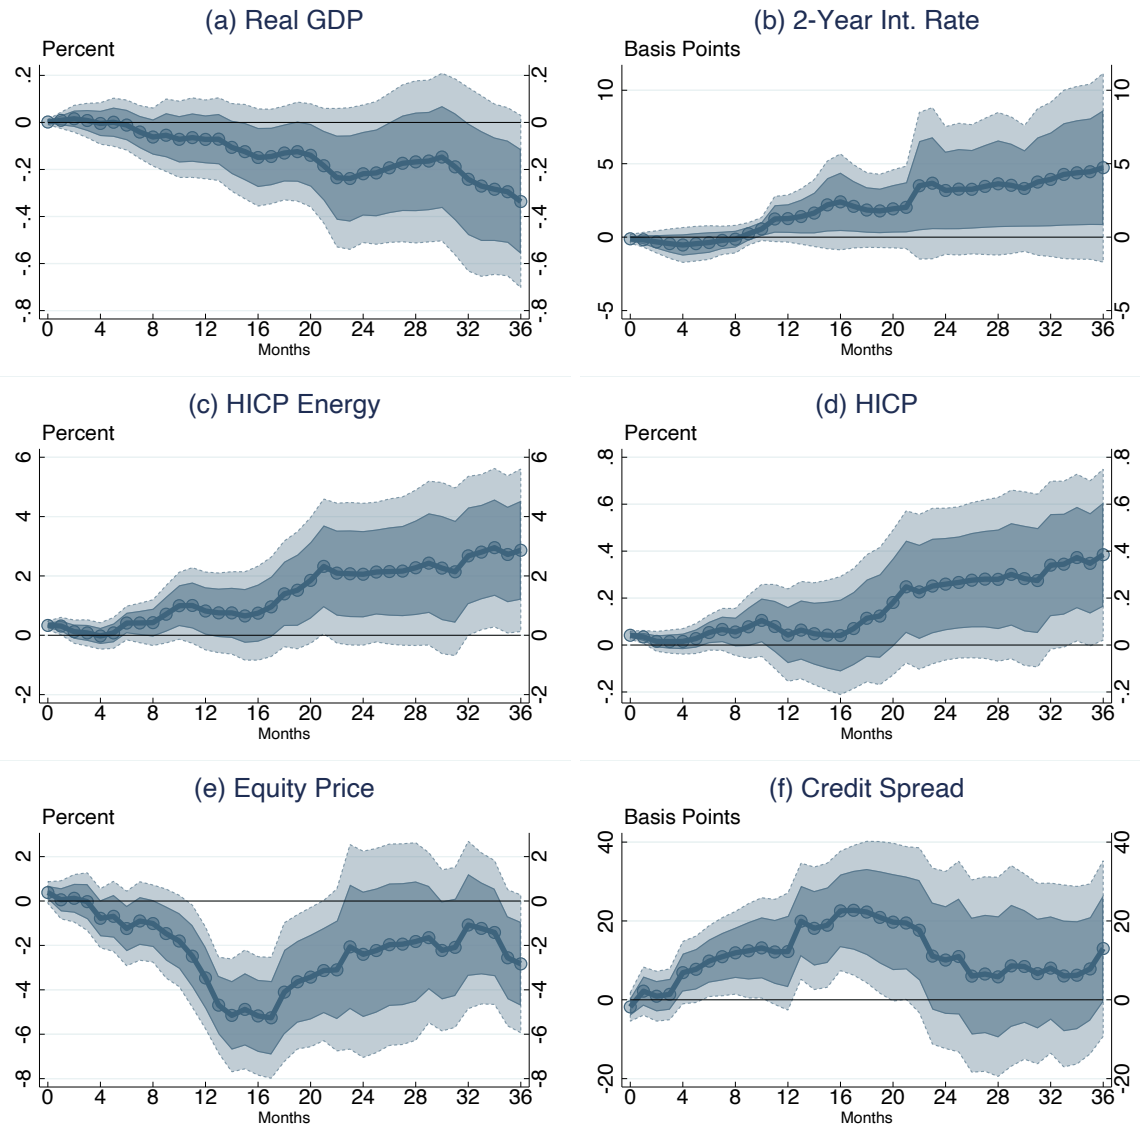 (a) Real GDP
Percent
.2 .2
0 0
-.2 -.2
-.4 -.4
-.6 -.6
-.8 -.8
0 4 8 12 16 20 24 28 32 36
Months
(b) 2-Year Int. Rate
Basis Points
10 10
5 5
0 0
-5 -5
0 4 8 12 16 20 24 28 32 36
Months
(c) HICP Energy
Percent
6 6
4 4
2 2
0 0
-2 -2
0 4 8 12 16 20 24 28 32 36
Months
(d) HICP
Percent
.8 .8
.6 .6
.4 .4
.2 .2
0 0
-.2 -.2
0 4 8 12 16 20 24 28 32 36
Months
(e) Equity Price
Percent
2 2
0 0
-2 -2
-4 -4
-6 -6
-8 -8
0 4 8 12 16 20 24 28 32 36
Months
(f) Credit Spread
Basis Points
40 40
20 20
0 0
-20 -20
0 4 8 12 16 20 24 28 32 36
Months